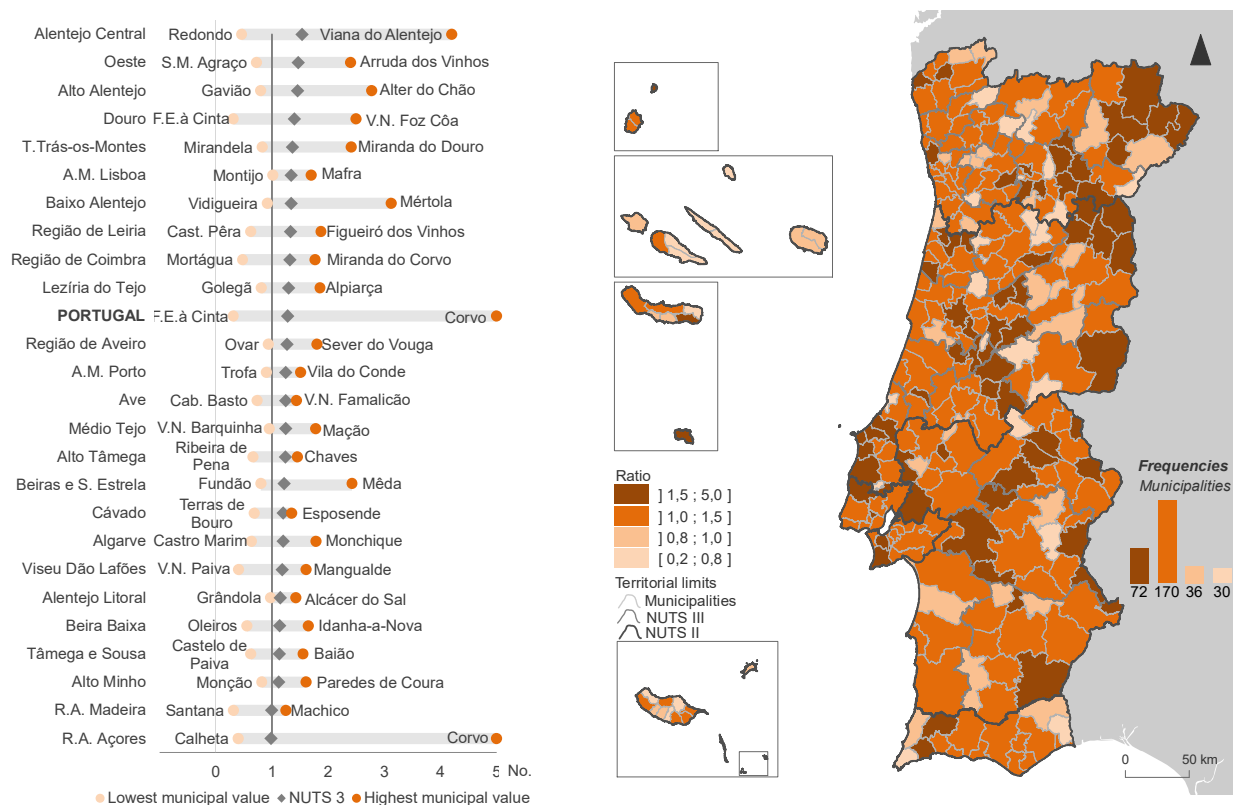 Alentejo Central Redondo Viana do Alentejo
Oeste S.M. Agraço Arruda dos Vinhos
Alto Alentejo Gavião Alter do Chão
Douro F.E.à Cinta V.N. Foz Côa
T.Trás-os-Montes Mirandela Miranda do Douro
A.M. Lisboa Montijo Mafra
Baixo Alentejo Vidigueira Mértola
Região de Leiria Cast. Pêra Figueiró dos Vinhos
Região de Coimbra Mortágua Miranda do Corvo
Lezíria do Tejo Golegã Alpiarça
PORTUGAL F.E.à Cinta Corvo
Região de Aveiro Ovar Sever do Vouga
A.M. Porto Trofa Vila do Conde
Ave Cab. Basto V.N. Famalicão
Médio Tejo V.N. Barquinha Mação
Alto Tâmega Ribeira de Pena Chaves
Beiras e S. Estrela Fundão Mêda
Cávado Terras de Bouro Esposende
Algarve Castro Marim Monchique
Viseu Dão Lafões V.N. Paiva Mangualde
Alentejo Litoral Grândola Alcácer do Sal
Beira Baixa Oleiros Idanha-a-Nova
Tâmega e Sousa Castelo de Paiva Baião
Alto Minho Monção Paredes de Coura
R.A. Madeira Santana Machico
R.A. Açores Calheta Corvo
0 1 2 3 4 5 No.
Lowest municipal value NUTS 3 Highest municipal value
Ratio
] 1,5 ; 5,0 ]
] 1,0 ; 1,5 ]
] 0,8 ; 1,0 ]
[ 0,2 ; 0,8 ]
Territorial limits
Municipalities
NUTS III
NUTS II
Frequencies
Municipalities
72 170 36 30
0 50 km